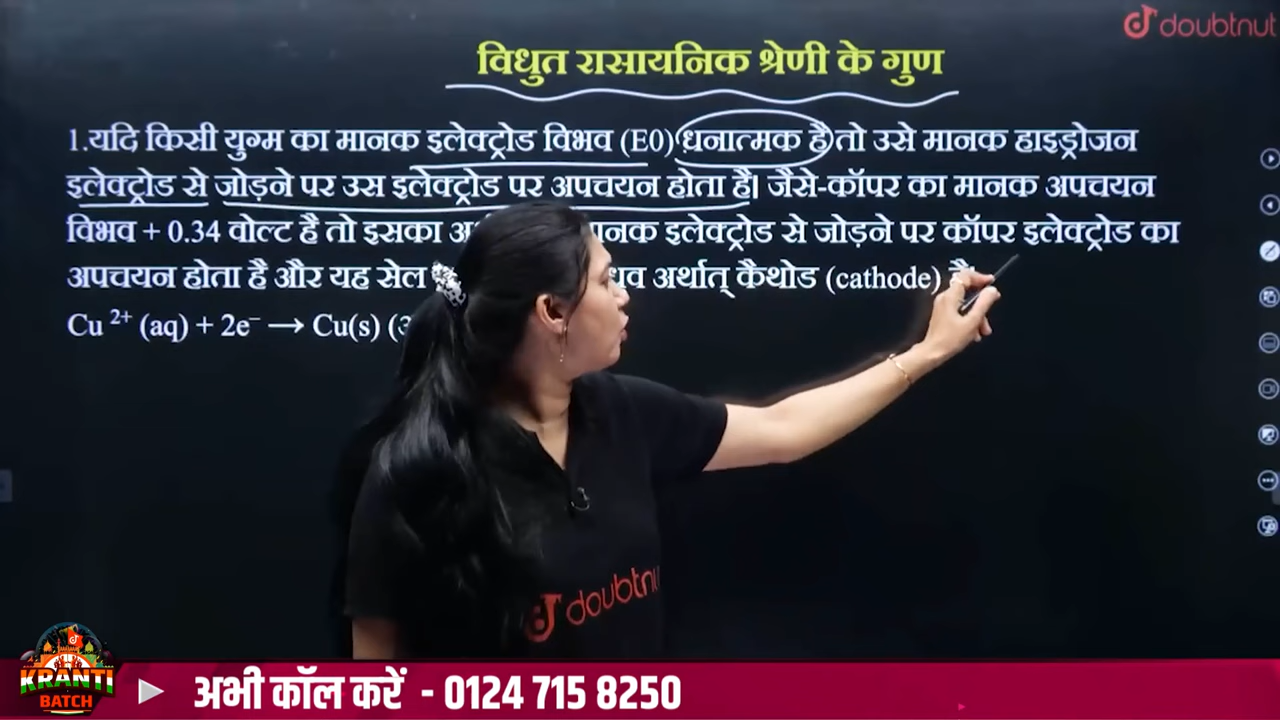 doubtnut
विधुत रासायनिक श्रेणी के गुण
1.यदि किसी युग्म का मानक इलेक्ट्रोड विभव (E0) धनात्मक है तो उसे मानक हाइड्रोजन
इलेक्ट्रोड से जोड़ने पर उस इलेक्ट्रोड पर अपचयन होता है। जैसे-कॉपर का मानक अपचयन
विभव + 0.34 वोल्ट है तो इसका इलेक्ट्रोड से जोड़ने पर कॉपर इलेक्ट्रोड का
अपचयन होता है और यह सेल अर्थात् कैथोड (cathode) है
Cu 2+ (aq) + 2e– → Cu(s)
doubtnut
KRANTI
BATCH
अभी कॉल करें - 0124 715 8250